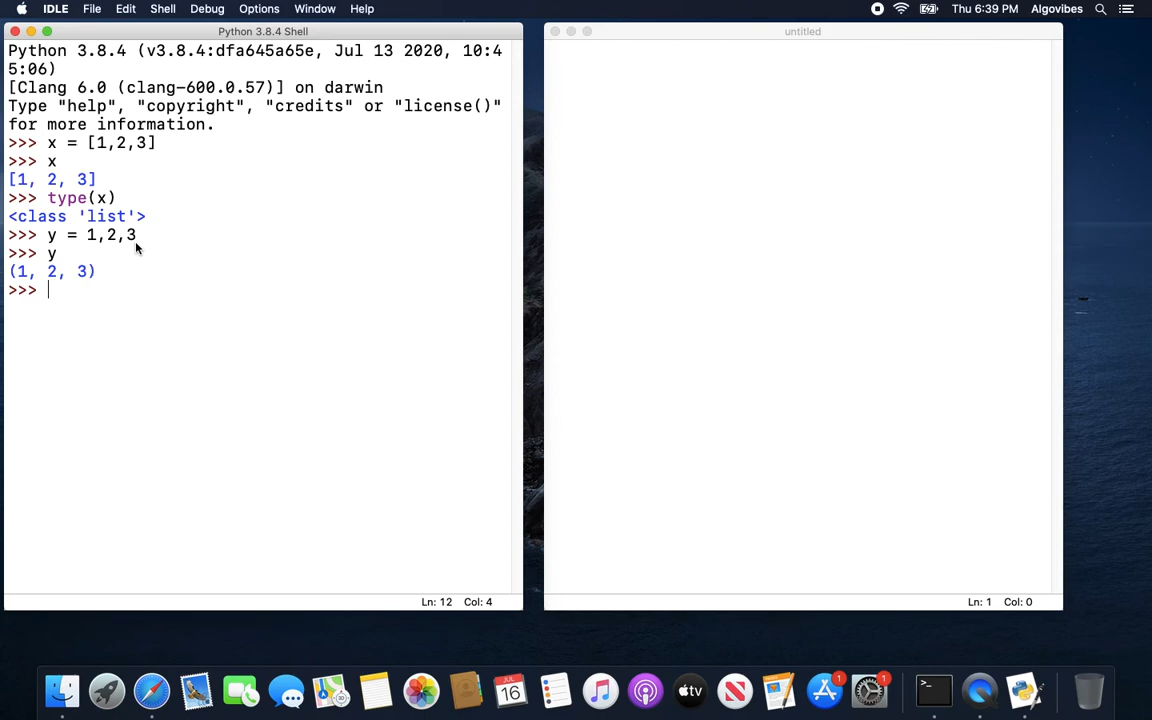 IDLE File Edit Shell Debug Options Window Help Thu 6:39 PM Algovibes
Python 3.8.4 Shell
Python 3.8.4 (v3.8.4:dfa645a65e, Jul 13 2020, 10:4
5:06)
[Clang 6.0 (clang-600.0.57)] on darwin
Type "help", "copyright", "credits" or "license()"
for more information.
>>> x = [1,2,3]
>>> x
[1, 2, 3]
>>> type(x)
<class 'list'>
>>> y = 1,2,3
>>> y
(1, 2, 3)
>>>
Ln: 12 Col: 4
untitled
Ln: 1 Col: 0
JUL
16
tv
1
1
>_